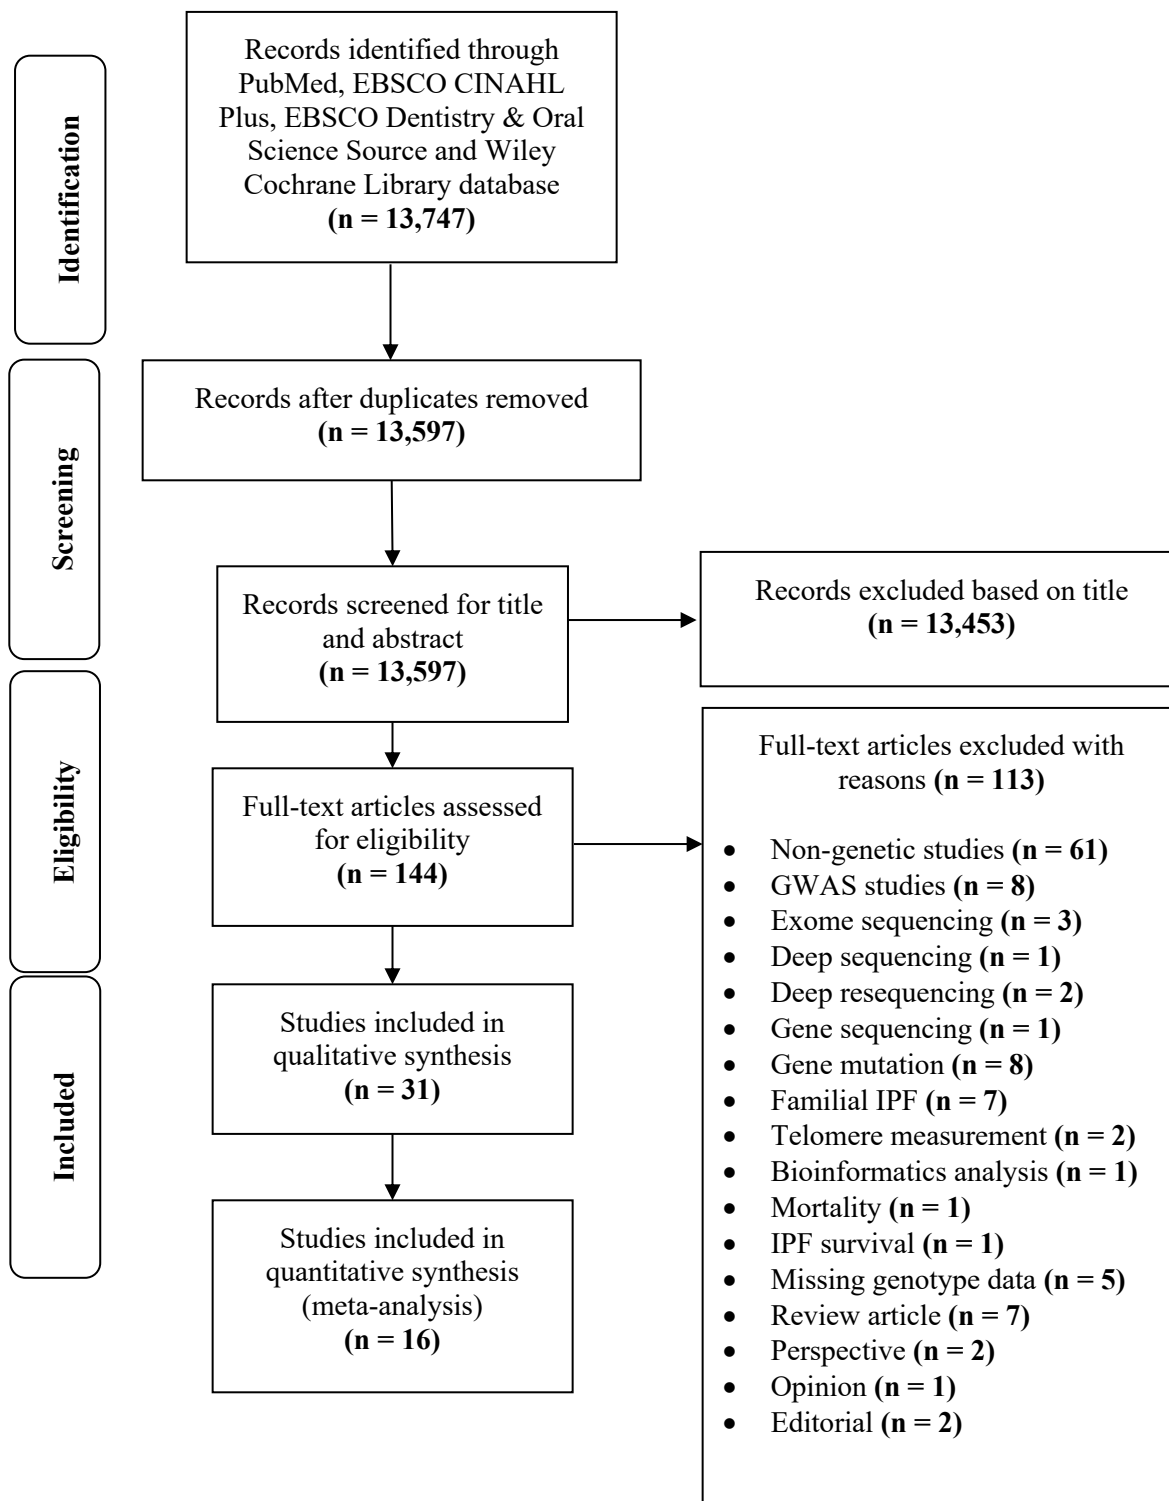 Identification
Records identified through
PubMed, EBSCO CINAHL
Plus, EBSCO Dentistry & Oral
Science Source and Wiley
Cochrane Library database
(n = 13,747)
Screening
Records after duplicates removed
(n = 13,597)
Records screened for title
and abstract
(n = 13,597)
Records excluded based on title
(n = 13,453)
Eligibility
Full-text articles assessed
for eligibility
(n = 144)
Full-text articles excluded with
reasons (n = 113)
• Non-genetic studies (n = 61)
• GWAS studies (n = 8)
• Exome sequencing (n = 3)
• Deep sequencing (n = 1)
• Deep resequencing (n = 2)
• Gene sequencing (n = 1)
• Gene mutation (n = 8)
• Familial IPF (n = 7)
• Telomere measurement (n = 2)
• Bioinformatics analysis (n = 1)
• Mortality (n = 1)
• IPF survival (n = 1)
• Missing genotype data (n = 5)
• Review article (n = 7)
• Perspective (n = 2)
• Opinion (n = 1)
• Editorial (n = 2)
Included
Studies included in
qualitative synthesis
(n = 31)
Studies included in
quantitative synthesis
(meta-analysis)
(n = 16)